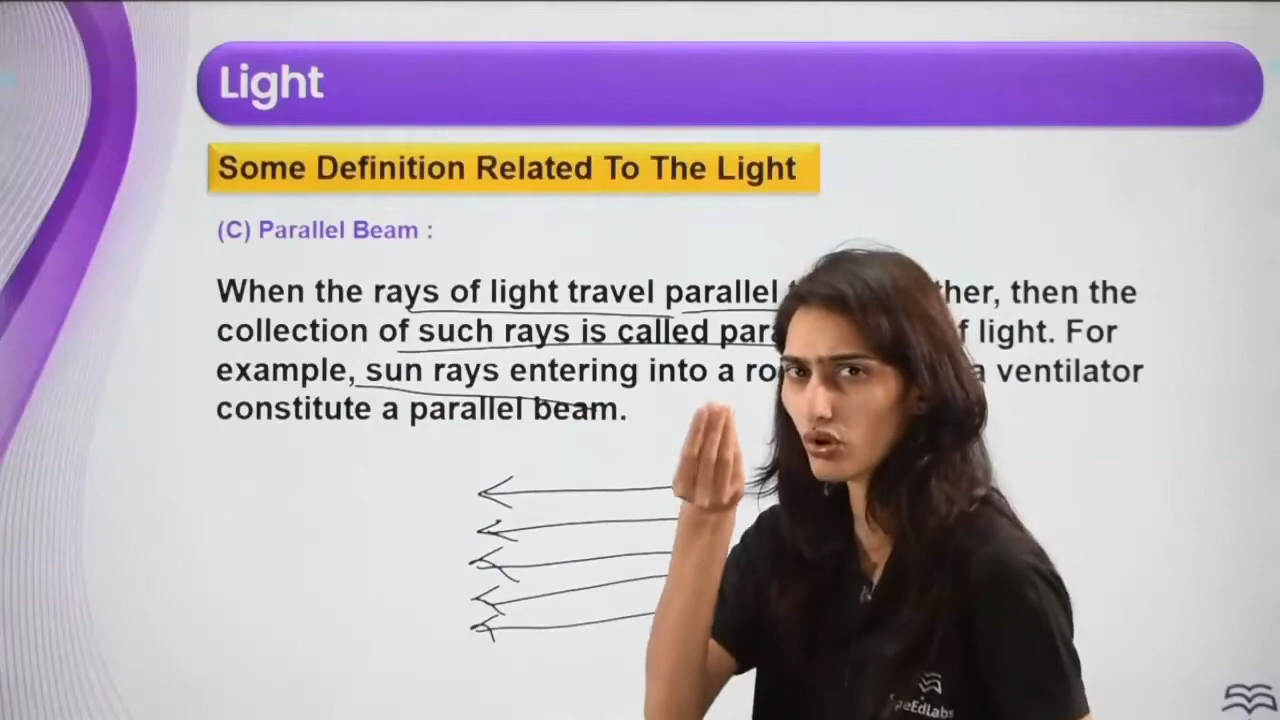 Light
Some Definition Related To The Light
(C) Parallel Beam :
When the rays of light travel parallel ther, then the
collection of such rays is called para f light. For
example, sun rays entering into a ro a ventilator
constitute a parallel beam.
eEdLabs